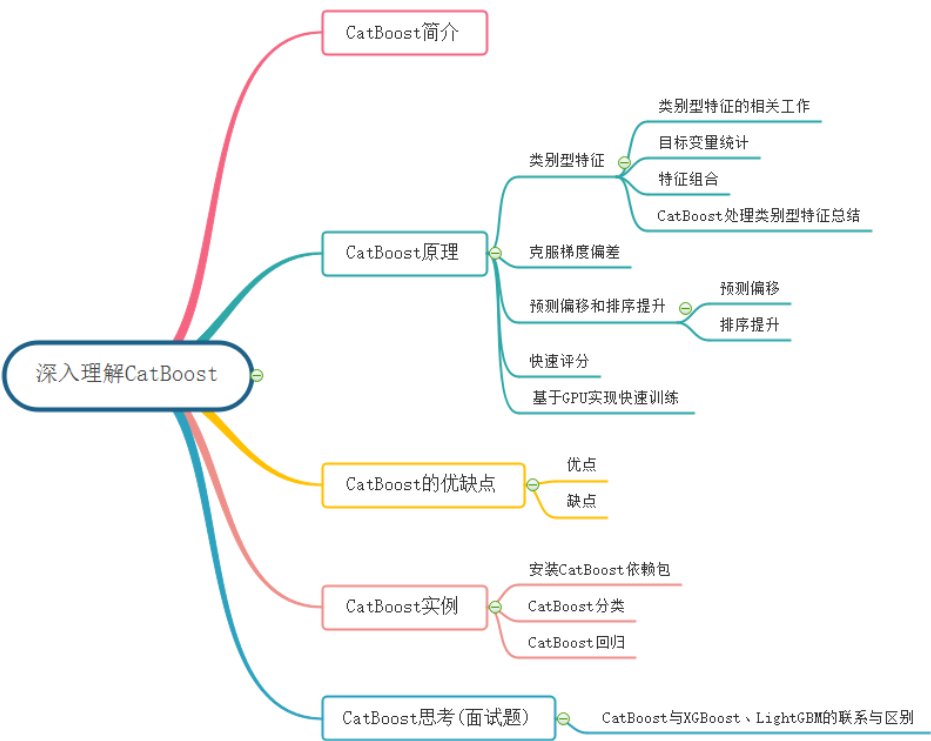 深入理解CatBoost
CatBoost简介
CatBoost原理
类别型特征
类别型特征的相关工作
目标变量统计
特征组合
CatBoost处理类别型特征总结
克服梯度偏差
预测偏移和排序提升
预测偏移
排序提升
快速评分
基于GPU实现快速训练
CatBoost的优缺点
优点
缺点
CatBoost实例
安装CatBoost依赖包
CatBoost分类
CatBoost回归
CatBoost思考(面试题)
CatBoost与XGBoost、LightGBM的联系与区别